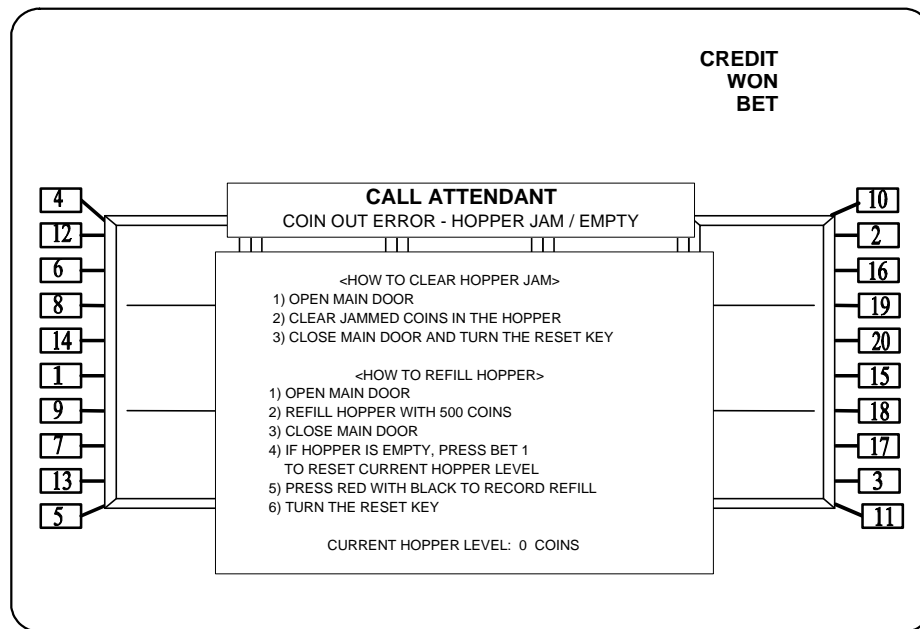 CREDIT
WON
BET
CALL ATTENDANT
COIN OUT ERROR - HOPPER JAM / EMPTY
<HOW TO CLEAR HOPPER JAM>
1) OPEN MAIN DOOR
2) CLEAR JAMMED COINS IN THE HOPPER
3) CLOSE MAIN DOOR AND TURN THE RESET KEY
<HOW TO REFILL HOPPER>
1) OPEN MAIN DOOR
2) REFILL HOPPER WITH 500 COINS
3) CLOSE MAIN DOOR
4) IF HOPPER IS EMPTY, PRESS BET 1
TO RESET CURRENT HOPPER LEVEL
5) PRESS RED WITH BLACK TO RECORD REFILL
6) TURN THE RESET KEY
CURRENT HOPPER LEVEL: 0 COINS
4
12
6
8
14
1
9
7
13
5
10
2
16
19
20
15
18
17
3
11